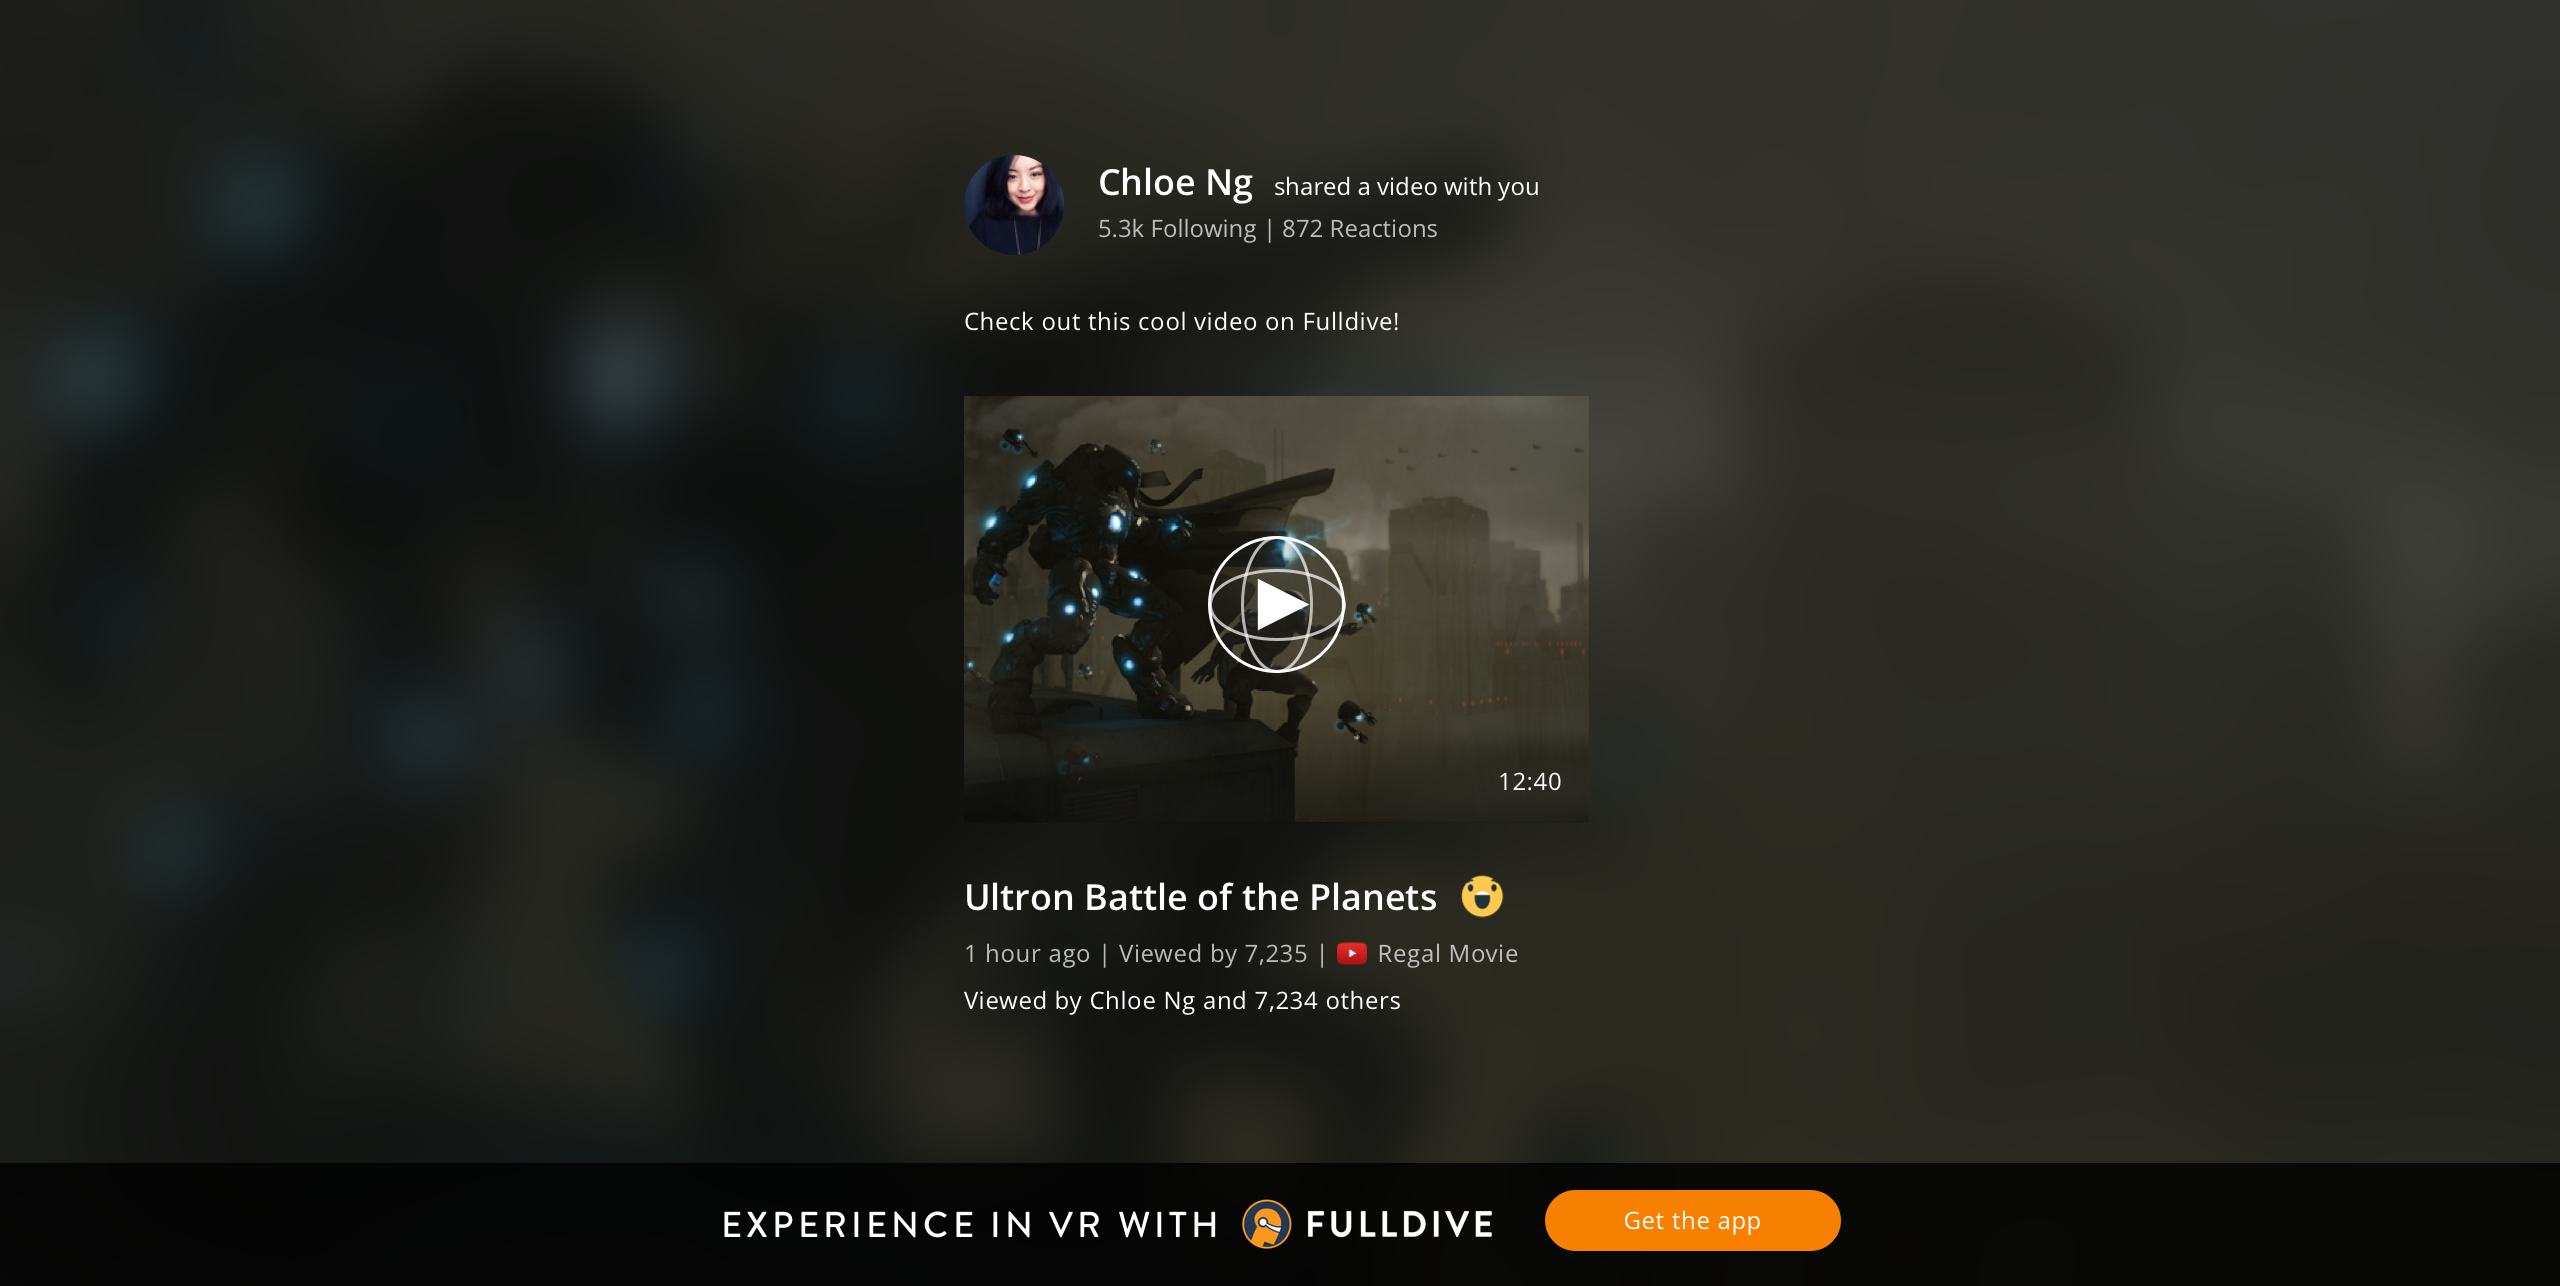 Chloe Ng shared a video with you
5.3k Following | 872 Reactions
Check out this cool video on Fulldive!
12:40
Ultron Battle of the Planets
1 hour ago | Viewed by 7,235 | Regal Movie
Viewed by Chloe Ng and 7,234 others
EXPERIENCE IN VR WITH FULLDIVE
Get the app